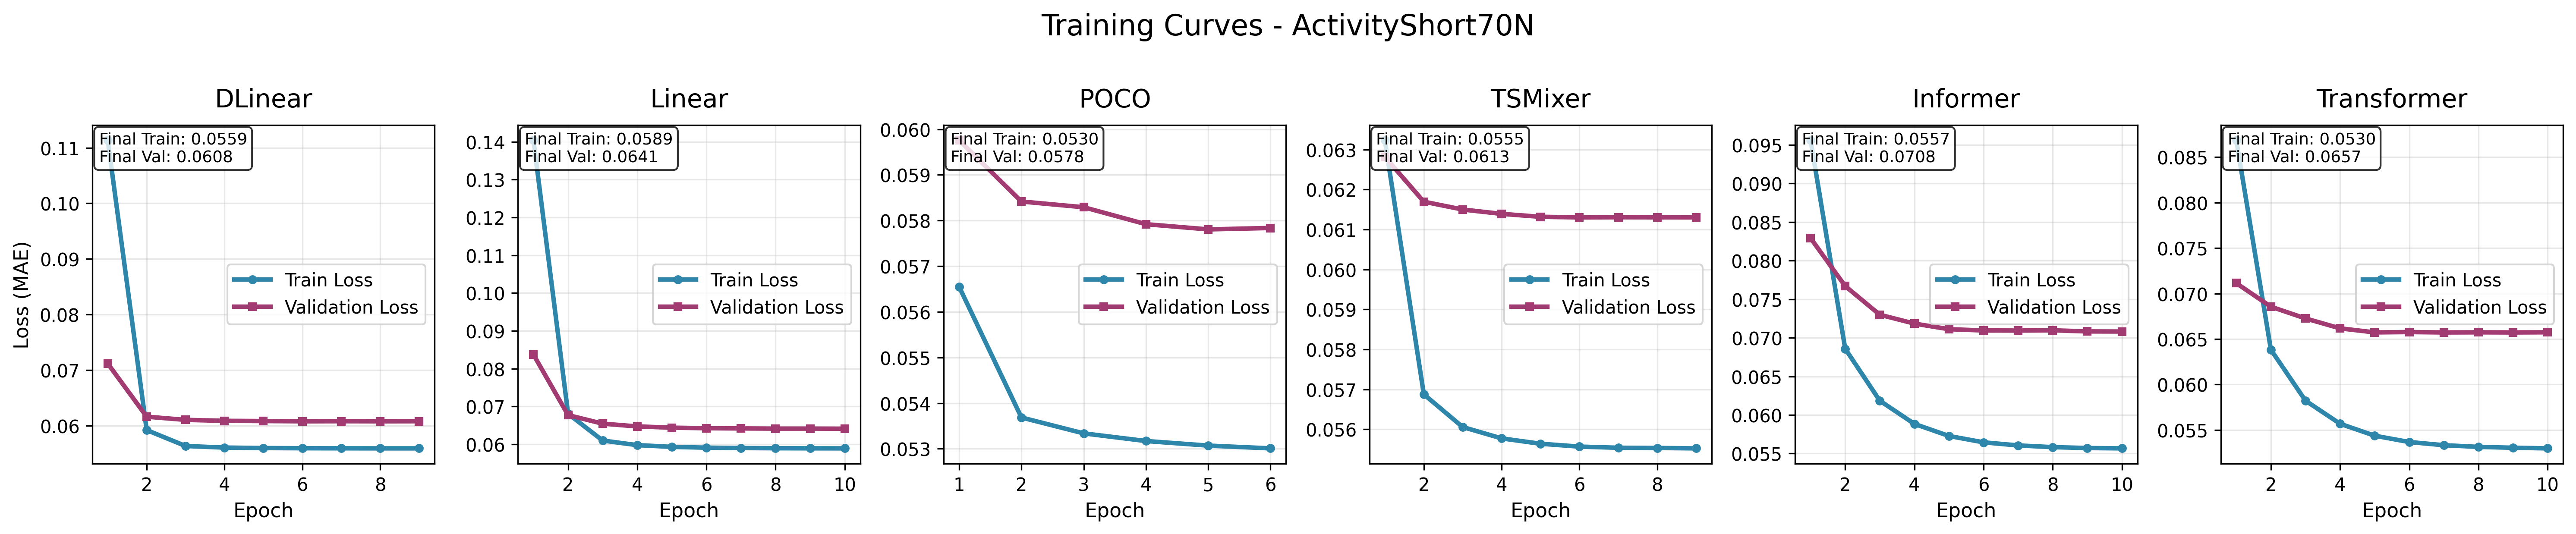 Training Curves - ActivityShort70N
DLinear
Final Train: 0.0559
Final Val: 0.0608
0.11
0.10
0.09
0.08
0.07
0.06
Loss (MAE)
Train Loss
Validation Loss
2 4 6 8
Epoch
Linear
Final Train: 0.0589
Final Val: 0.0641
0.14
0.13
0.12
0.11
0.10
0.09
0.08
0.07
0.06
Train Loss
Validation Loss
2 4 6 8 10
Epoch
POCO
Final Train: 0.0530
Final Val: 0.0578
0.060
0.059
0.058
0.057
0.056
0.055
0.054
0.053
Train Loss
Validation Loss
1 2 3 4 5 6
Epoch
TSMixer
Final Train: 0.0555
Final Val: 0.0613
0.063
0.062
0.061
0.060
0.059
0.058
0.057
0.056
Train Loss
Validation Loss
2 4 6 8
Epoch
Informer
Final Train: 0.0557
Final Val: 0.0708
0.095
0.090
0.085
0.080
0.075
0.070
0.065
0.060
0.055
Train Loss
Validation Loss
2 4 6 8 10
Epoch
Transformer
Final Train: 0.0530
Final Val: 0.0657
0.085
0.080
0.075
0.070
0.065
0.060
0.055
Train Loss
Validation Loss
2 4 6 8 10
Epoch